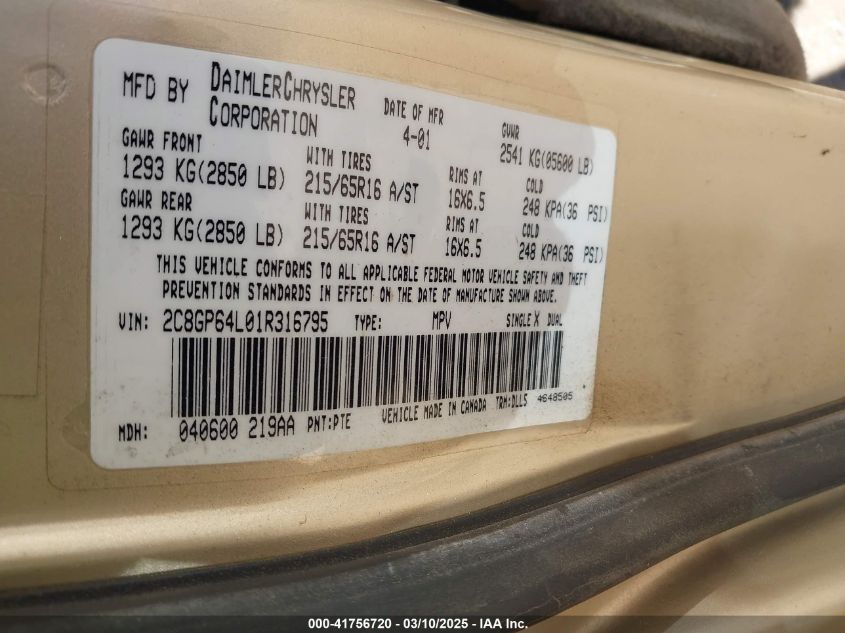 MFD BY DAIMLERCHRYSLER CORPORATION
DATE OF MFR 4-01
GVWR 2541 KG(05600 LB)
GAWR FRONT WITH TIRES RIMS AT COLD
1293 KG(2850 LB) 215/65R16 A/ST 16X6.5 248 KPA(36 PSI)
GAWR REAR WITH TIRES RIMS AT COLD
1293 KG(2850 LB) 215/65R16 A/ST 16X6.5 248 KPA(36 PSI)
THIS VEHICLE CONFORMS TO ALL APPLICABLE FEDERAL MOTOR VEHICLE SAFETY AND THEFT
PREVENTION STANDARDS IN EFFECT ON THE DATE OF MANUFACTURE SHOWN ABOVE.
VIN: 2C8GP64L01R316795 TYPE: MPV SINGLE X DUAL
MDH: 040600 219AA PNT:PTE VEHICLE MADE IN CANADA TRM:DLL5 4648505
000-41756720 — 03/10/2025 — IAA Inc.